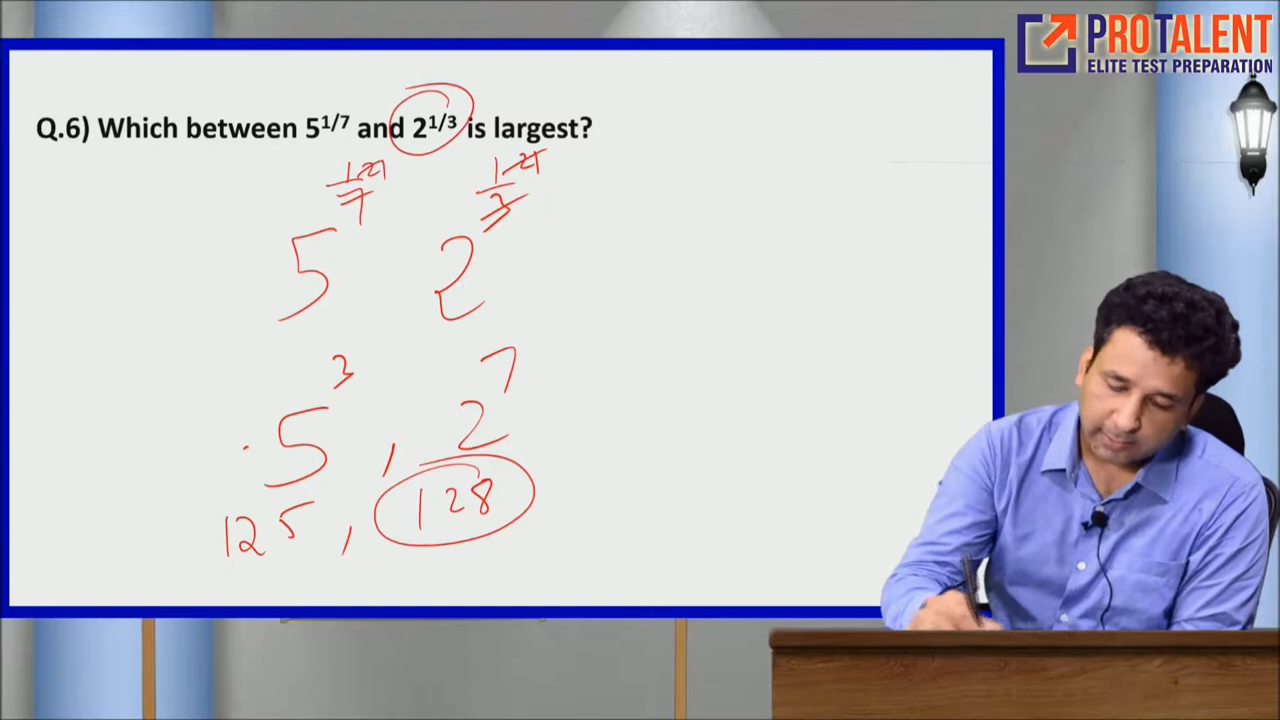 PROTALENT
ELITE TEST PREPARATION
Q.6) Which between 5^1/7 and 2^1/3 is largest?
5^1/7·21 2^1/3·21
5^3 , 2^7
125 , 128